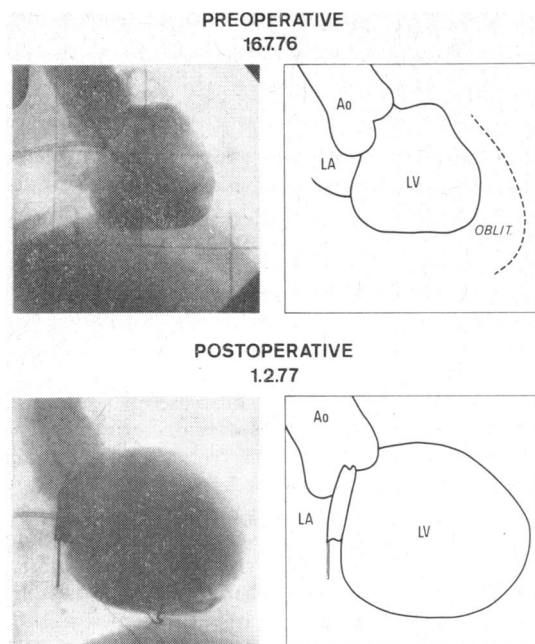 PREOPERATIVE
16.7.76
Ao
LA
LV
OBLIT.
POSTOPERATIVE
1.2.77
Ao
LA
LV